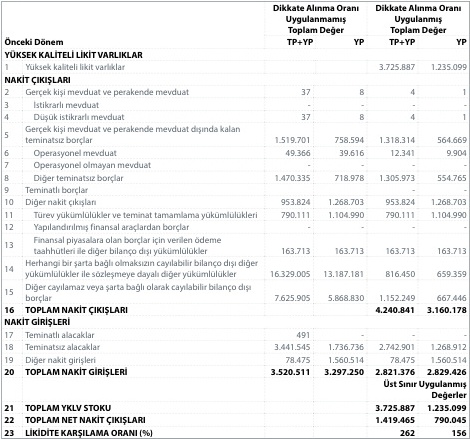 Dikkate Alınma Oranı Dikkate Alınma Oranı
Uygulanmamış Uygulanmış
Toplam Değer Toplam Değer
Önceki Dönem TP+YP YP TP+YP YP
YÜKSEK KALİTELİ LİKİT VARLIKLAR
1 Yüksek kaliteli likit varlıklar 3.725.887 1.235.099
NAKİT ÇIKIŞLARI
2 Gerçek kişi mevduat ve perakende mevduat 37 8 4 1
3 İstikrarlı mevduat - - - -
4 Düşük istikrarlı mevduat 37 8 4 1
5 Gerçek kişi mevduat ve perakende mevduat dışında kalan
teminatsız borçlar 1.519.701 758.594 1.318.314 564.669
6 Operasyonel mevduat 49.366 39.616 12.341 9.904
7 Operasyonel olmayan mevduat - - - -
8 Diğer teminatsız borçlar 1.470.335 718.978 1.305.973 554.765
9 Teminatlı borçlar - -
10 Diğer nakit çıkışları 953.824 1.268.703 953.824 1.268.703
11 Türev yükümlülükler ve teminat tamamlama yükümlülükleri 790.111 1.104.990 790.111 1.104.990
12 Yapılandırılmış finansal araçlardan borçlar - - - -
13 Finansal piyasalara olan borçlar için verilen ödeme
taahhütleri ile diğer bilanço dışı yükümlülükler 163.713 163.713 163.713 163.713
14 Herhangi bir şarta bağlı olmaksızın cayılabilir bilanço dışı diğer
yükümlülükler ile sözleşmeye dayalı diğer yükümlülükler 16.329.005 13.187.181 816.450 659.359
15 Diğer cayılamaz veya şarta bağlı olarak cayılabilir bilanço dışı
borçlar 7.625.905 5.868.830 1.152.249 667.446
16 TOPLAM NAKİT ÇIKIŞLARI 4.240.841 3.160.178
NAKİT GİRİŞLERİ
17 Teminatlı alacaklar 491 - - -
18 Teminatsız alacaklar 3.441.545 1.736.736 2.742.901 1.268.912
19 Diğer nakit girişleri 78.475 1.560.514 78.475 1.560.514
20 TOPLAM NAKİT GİRİŞLERİ 3.520.511 3.297.250 2.821.376 2.829.426
Üst Sınır Uygulanmış
Değerler
21 TOPLAM YKLV STOKU 3.725.887 1.235.099
22 TOPLAM NET NAKİT ÇIKIŞLARI 1.419.465 790.045
23 LİKİDİTE KARŞILAMA ORANI (%) 262 156